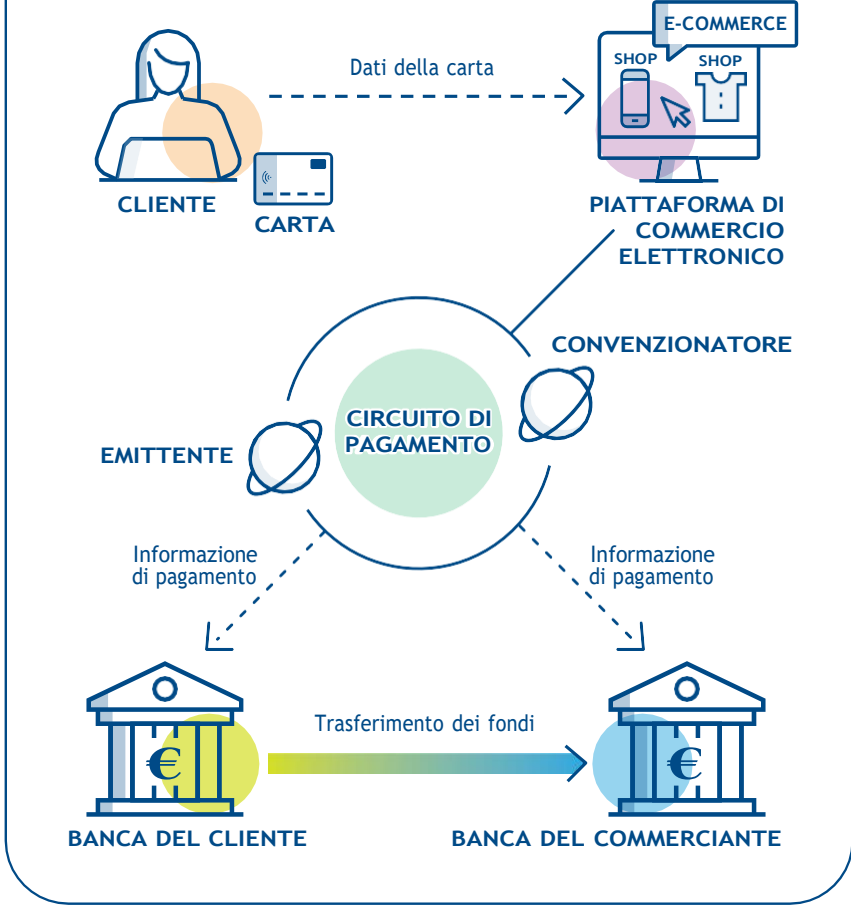 E-COMMERCE
SHOP
SHOP
Dati della carta
CLIENTE
CARTA
PIATTAFORMA DI
COMMERCIO
ELETTRONICO
CONVENZIONATORE
CIRCUITO DI
PAGAMENTO
EMITTENTE
Informazione
di pagamento
Informazione
di pagamento
Trasferimento dei fondi
€
€
BANCA DEL CLIENTE
BANCA DEL COMMERCIANTE